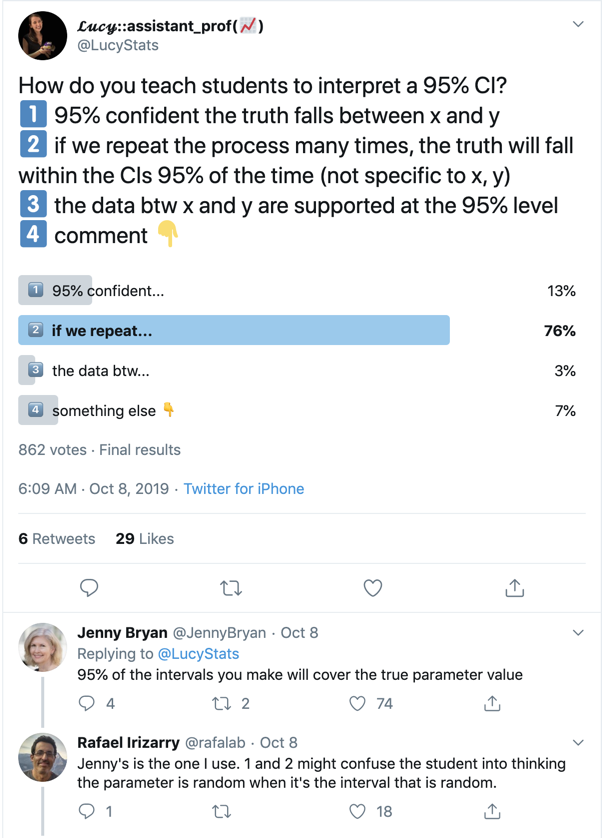 𝓛𝓾𝓬𝔂::assistant_prof(📈)
@LucyStats
How do you teach students to interpret a 95% CI?
1️⃣ 95% confident the truth falls between x and y
2️⃣ if we repeat the process many times, the truth will fall
within the CIs 95% of the time (not specific to x, y)
3️⃣ the data btw x and y are supported at the 95% level
4️⃣ comment 👇
1️⃣ 95% confident... 13%
2️⃣ if we repeat... 76%
3️⃣ the data btw... 3%
4️⃣ something else 👇 7%
862 votes · Final results
6:09 AM · Oct 8, 2019 · Twitter for iPhone
6 Retweets 29 Likes
Jenny Bryan @JennyBryan · Oct 8
Replying to @LucyStats
95% of the intervals you make will cover the true parameter value
4 2 74
Rafael Irizarry @rafalab · Oct 8
Jenny's is the one I use. 1 and 2 might confuse the student into thinking
the parameter is random when it's the interval that is random.
1 18